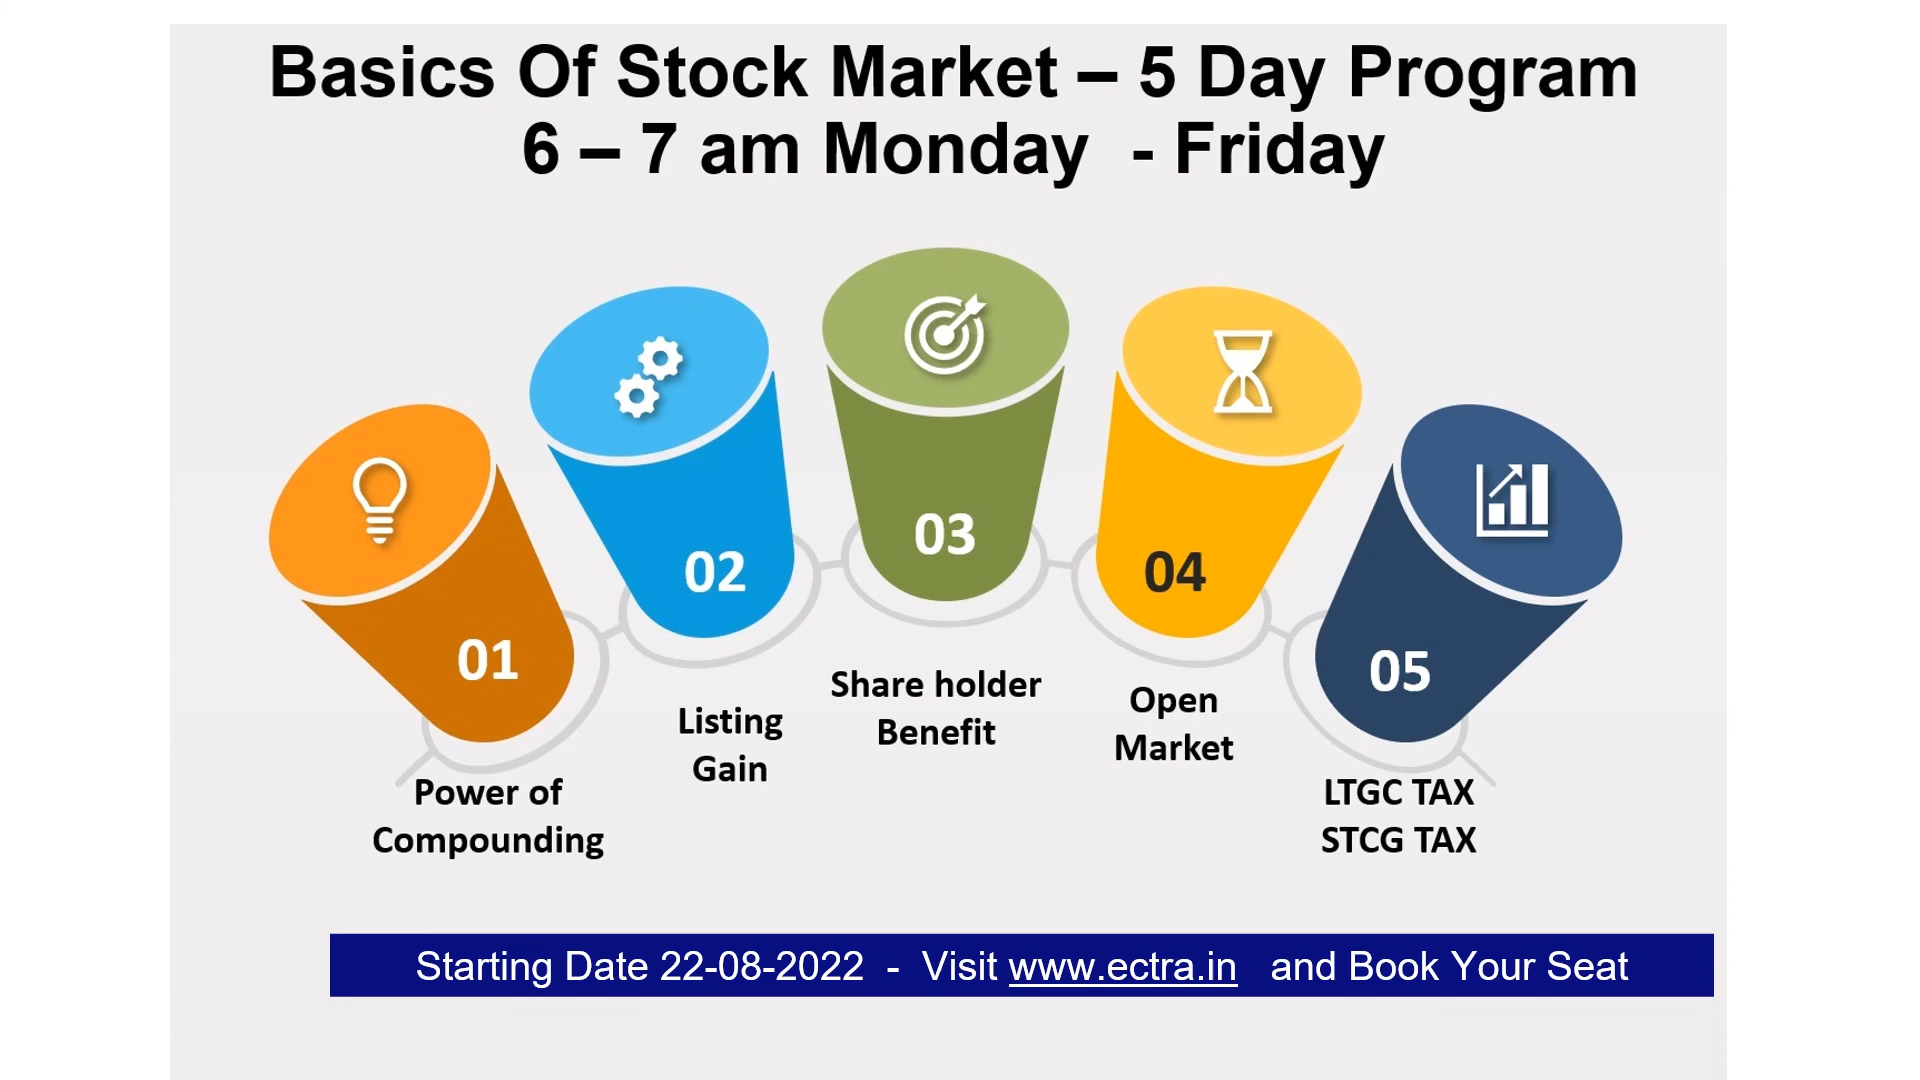 Basics Of Stock Market – 5 Day Program
6 – 7 am Monday - Friday
01
Power of
Compounding
02
Listing
Gain
03
Share holder
Benefit
04
Open
Market
05
LTGC TAX
STCG TAX
Starting Date 22-08-2022 - Visit www.ectra.in and Book Your Seat